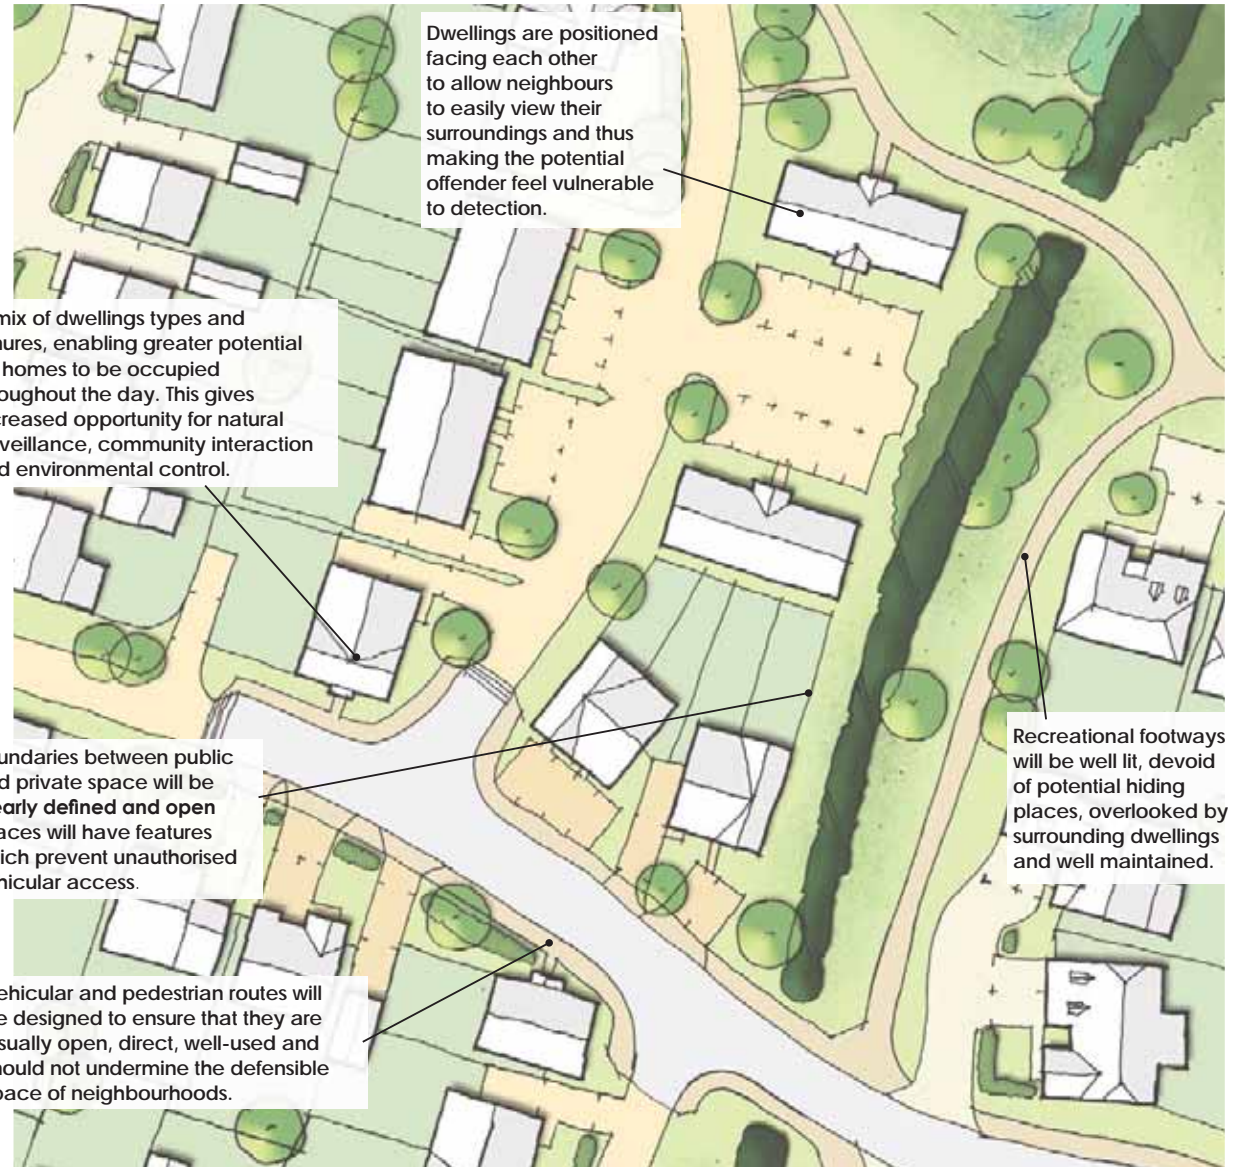 Dwellings are positioned
facing each other
to allow neighbours
to easily view their
surroundings and thus
making the potential
offender feel vulnerable
to detection.
mix of dwellings types and
nures, enabling greater potential
homes to be occupied
roughout the day. This gives
creased opportunity for natural
veillance, community interaction
d environmental control.
undaries between public
d private space will be
early defined and open
aces will have features
ich prevent unauthorised
hicular access.
Recreational footways
will be well lit, devoid
of potential hiding
places, overlooked by
surrounding dwellings
and well maintained.
ehicular and pedestrian routes will
e designed to ensure that they are
sually open, direct, well-used and
hould not undermine the defensible
pace of neighbourhoods.